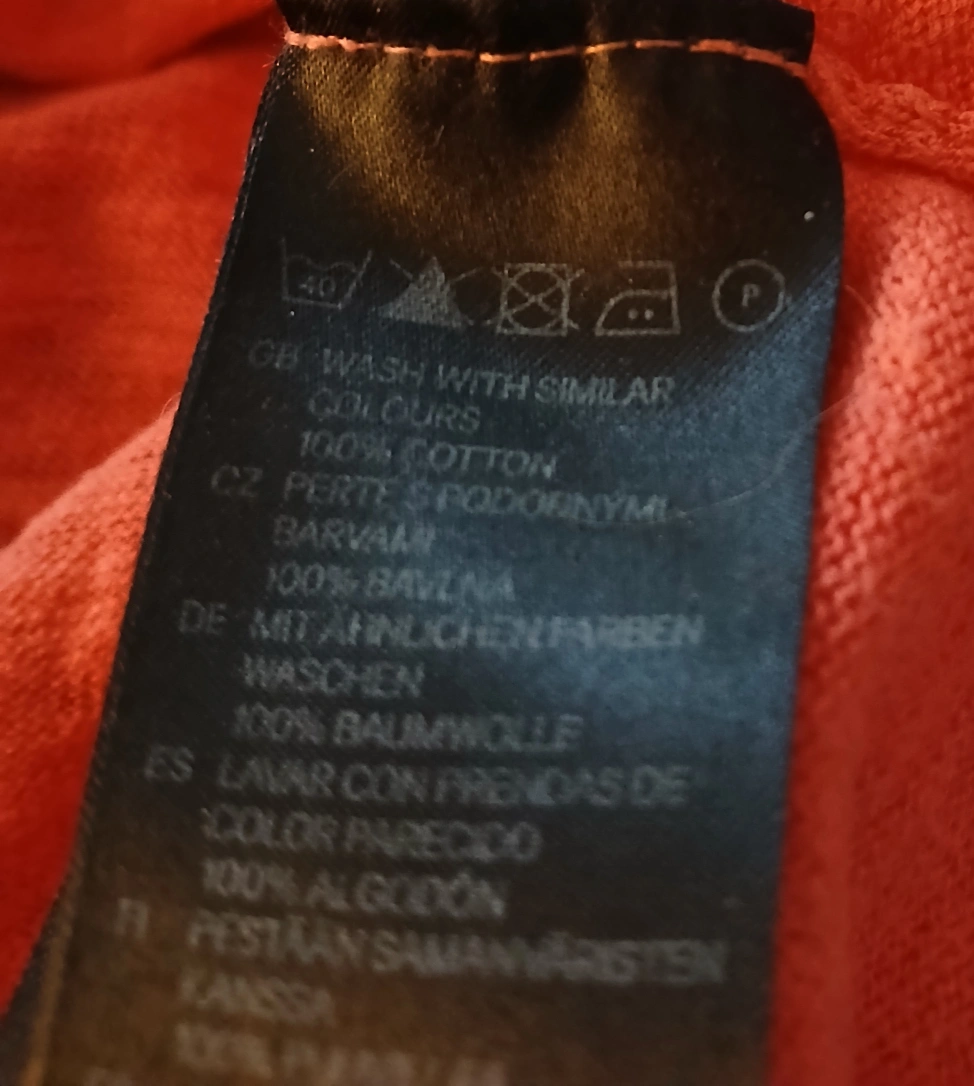 40 P
GB WASH WITH SIMILAR
COLOURS
100% COTTON
CZ PERTE S PODOBNÝMI
BARVAMI
100% BAVLNA
DE MIT ÄHNLICHEN FARBEN
WASCHEN
100% BAUMWOLLE
ES LAVAR CON PRENDAS DE
COLOR PARECIDO
100% ALGODÓN
FI PESTÄÄN SAMANVÄRISTEN
KANSSA
100%